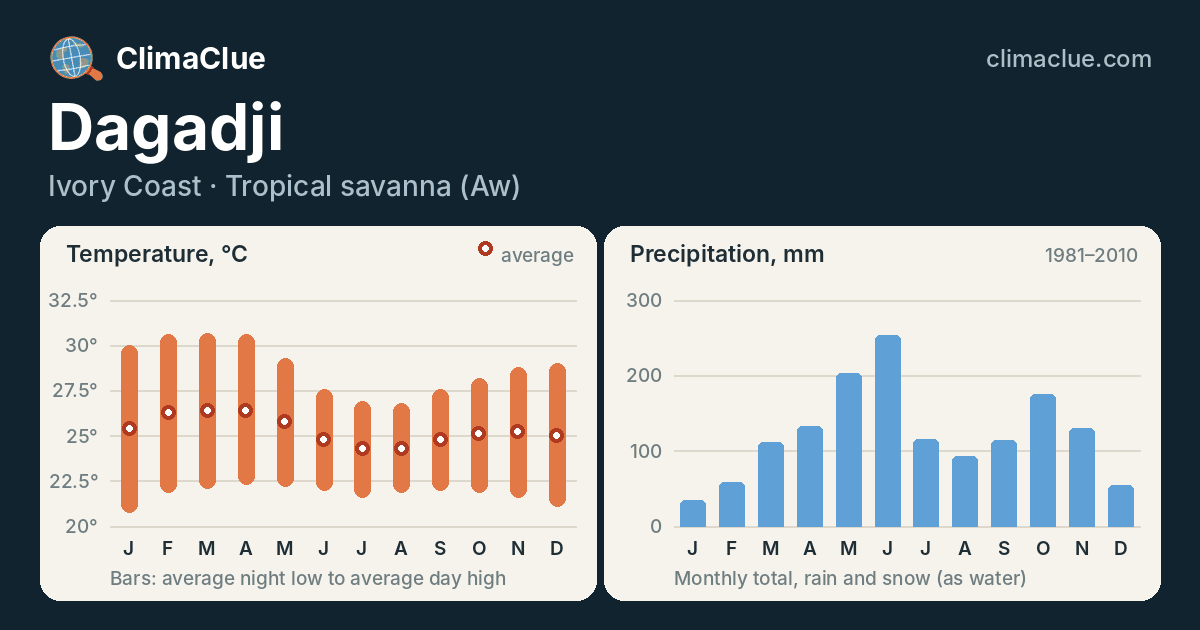 ClimaClue
climaclue.com
Dagadji
Ivory Coast · Tropical savanna (Aw)
Temperature, °C
average
32.5°
30°
27.5°
25°
22.5°
20°
J F M A M J J A S O N D
Bars: average night low to average day high
Precipitation, mm
1981–2010
300
200
100
0
J F M A M J J A S O N D
Monthly total, rain and snow (as water)